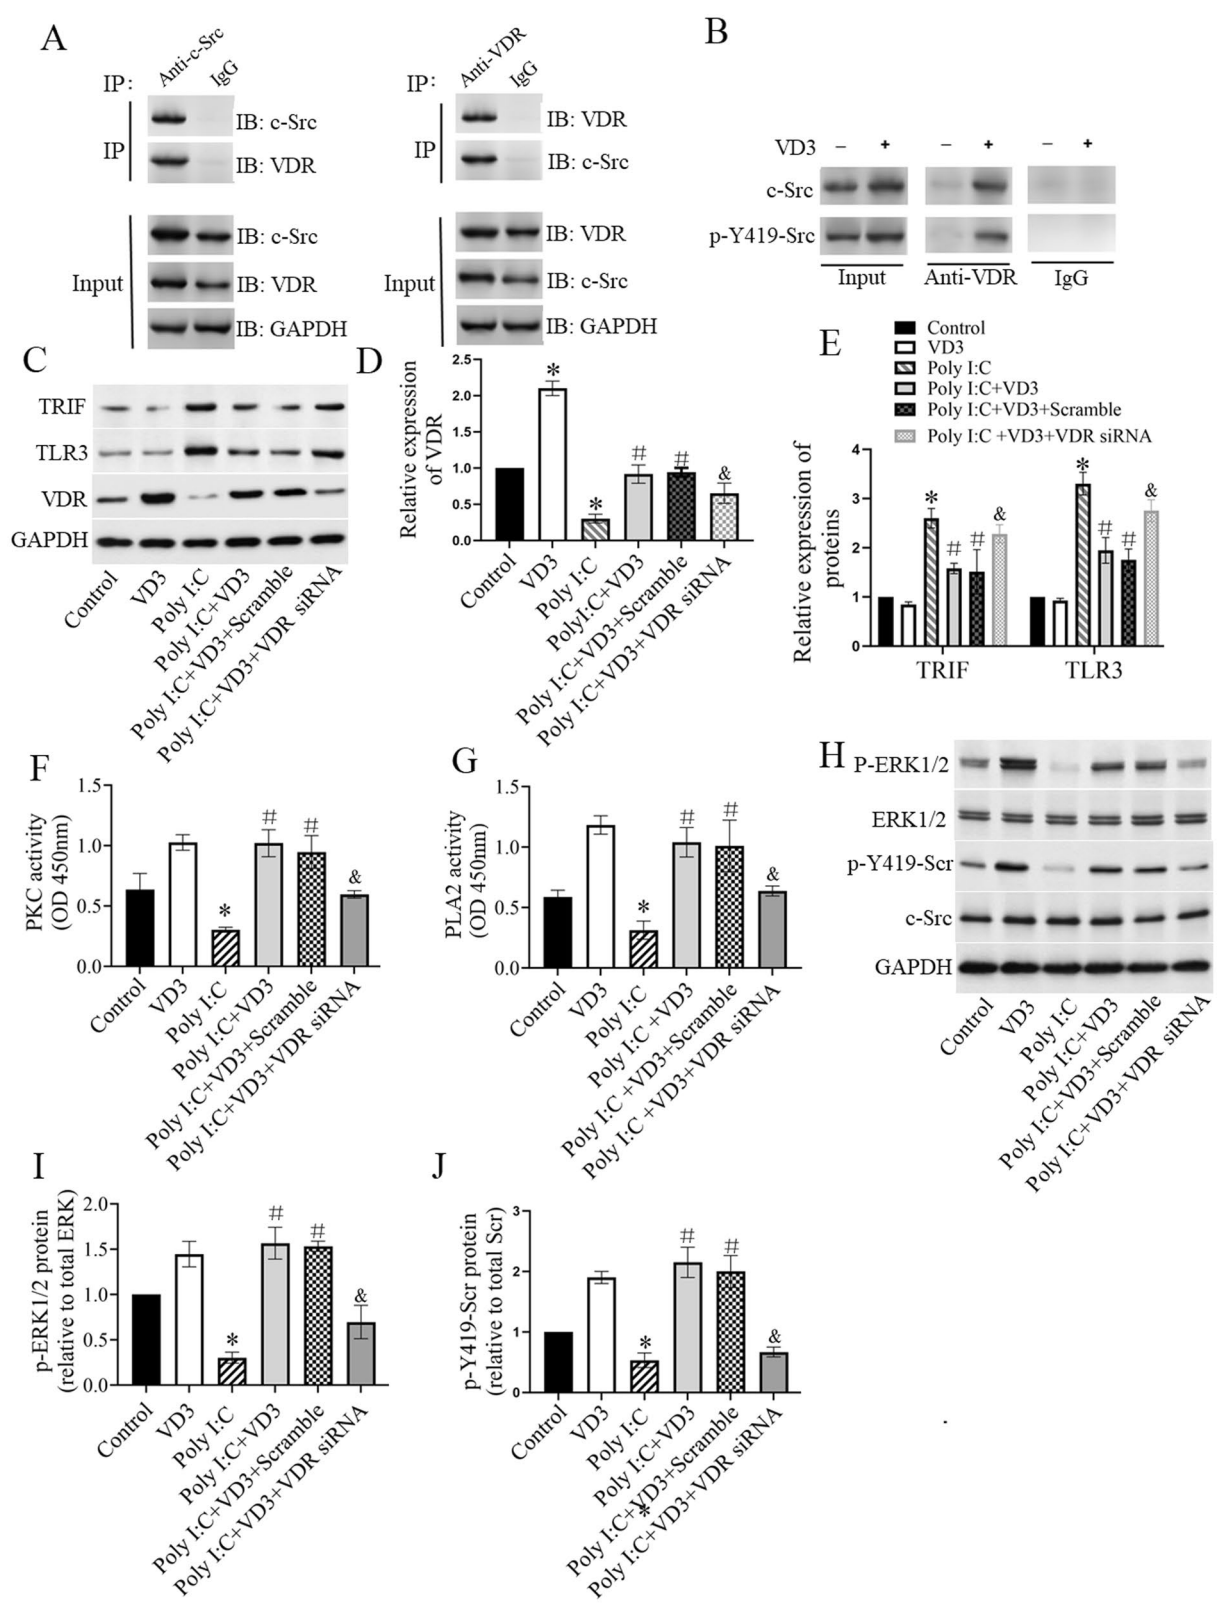 A
IP:
Anti-c-Src
IgG
IP
IB: c-Src
IB: VDR
Input
IB: c-Src
IB: VDR
IB: GAPDH
IP:
Anti-VDR
IgG
IP
IB: VDR
IB: c-Src
Input
IB: VDR
IB: c-Src
IB: GAPDH
B
VD3 − + − + − +
c-Src
p-Y419-Src
Input Anti-VDR IgG
C
TRIF
TLR3
VDR
GAPDH
Control
VD3
Poly I:C
Poly I:C+VD3
Poly I:C+VD3+Scramble
Poly I:C+VD3+VDR siRNA
D
Relative expression
of VDR
2.5
2.0
1.5
1.0
0.5
0.0
*
*
#
#
&
Control
VD3
Poly I:C
PolyI:C+VD3
Poly I:C+VD3+Scramble
Poly I:C+VD3+VDR siRNA
E
Control
VD3
Poly I:C
Poly I:C+VD3
Poly I:C+VD3+Scramble
Poly I:C +VD3+VDR siRNA
Relative expression of
proteins
4
3
2
1
0
*
#
#
&
*
#
#
&
TRIF TLR3
F
PKC activity
(OD 450nm)
1.5
1.0
0.5
0.0
*
#
#
&
Control
VD3
Poly I:C
Poly I:C+VD3
Poly I:C+VD3+Scramble
Poly I:C+VD3+VDR siRNA
G
PLA2 activity
(OD 450nm)
1.5
1.0
0.5
0.0
*
#
#
&
Control
VD3
Poly I:C
Poly I:C +VD3
Poly I:C +VD3+Scramble
Poly I:C +VD3+VDR siRNA
H
P-ERK1/2
ERK1/2
p-Y419-Scr
c-Src
GAPDH
Control
VD3
Poly I:C
Poly I:C+VD3
Poly I:C+VD3+Scramble
Poly I:C+VD3+VDR siRNA
I
p-ERK1/2 protein
(relative to total ERK)
2.0
1.5
1.0
0.5
0.0
*
#
#
&
Control
VD3
Poly I:C
Poly I:C+VD3
Poly I:C+VD3+Scramble
Poly I:C+VD3+VDR siRNA
J
p-Y419-Scr protein
(relative to total Scr)
3
2
1
0
*
#
#
&
Control
VD3
Poly I:C
Poly I:C+VD3
Poly I:C+VD3+Scramble
*
Poly I:C+VD3+VDR siRNA